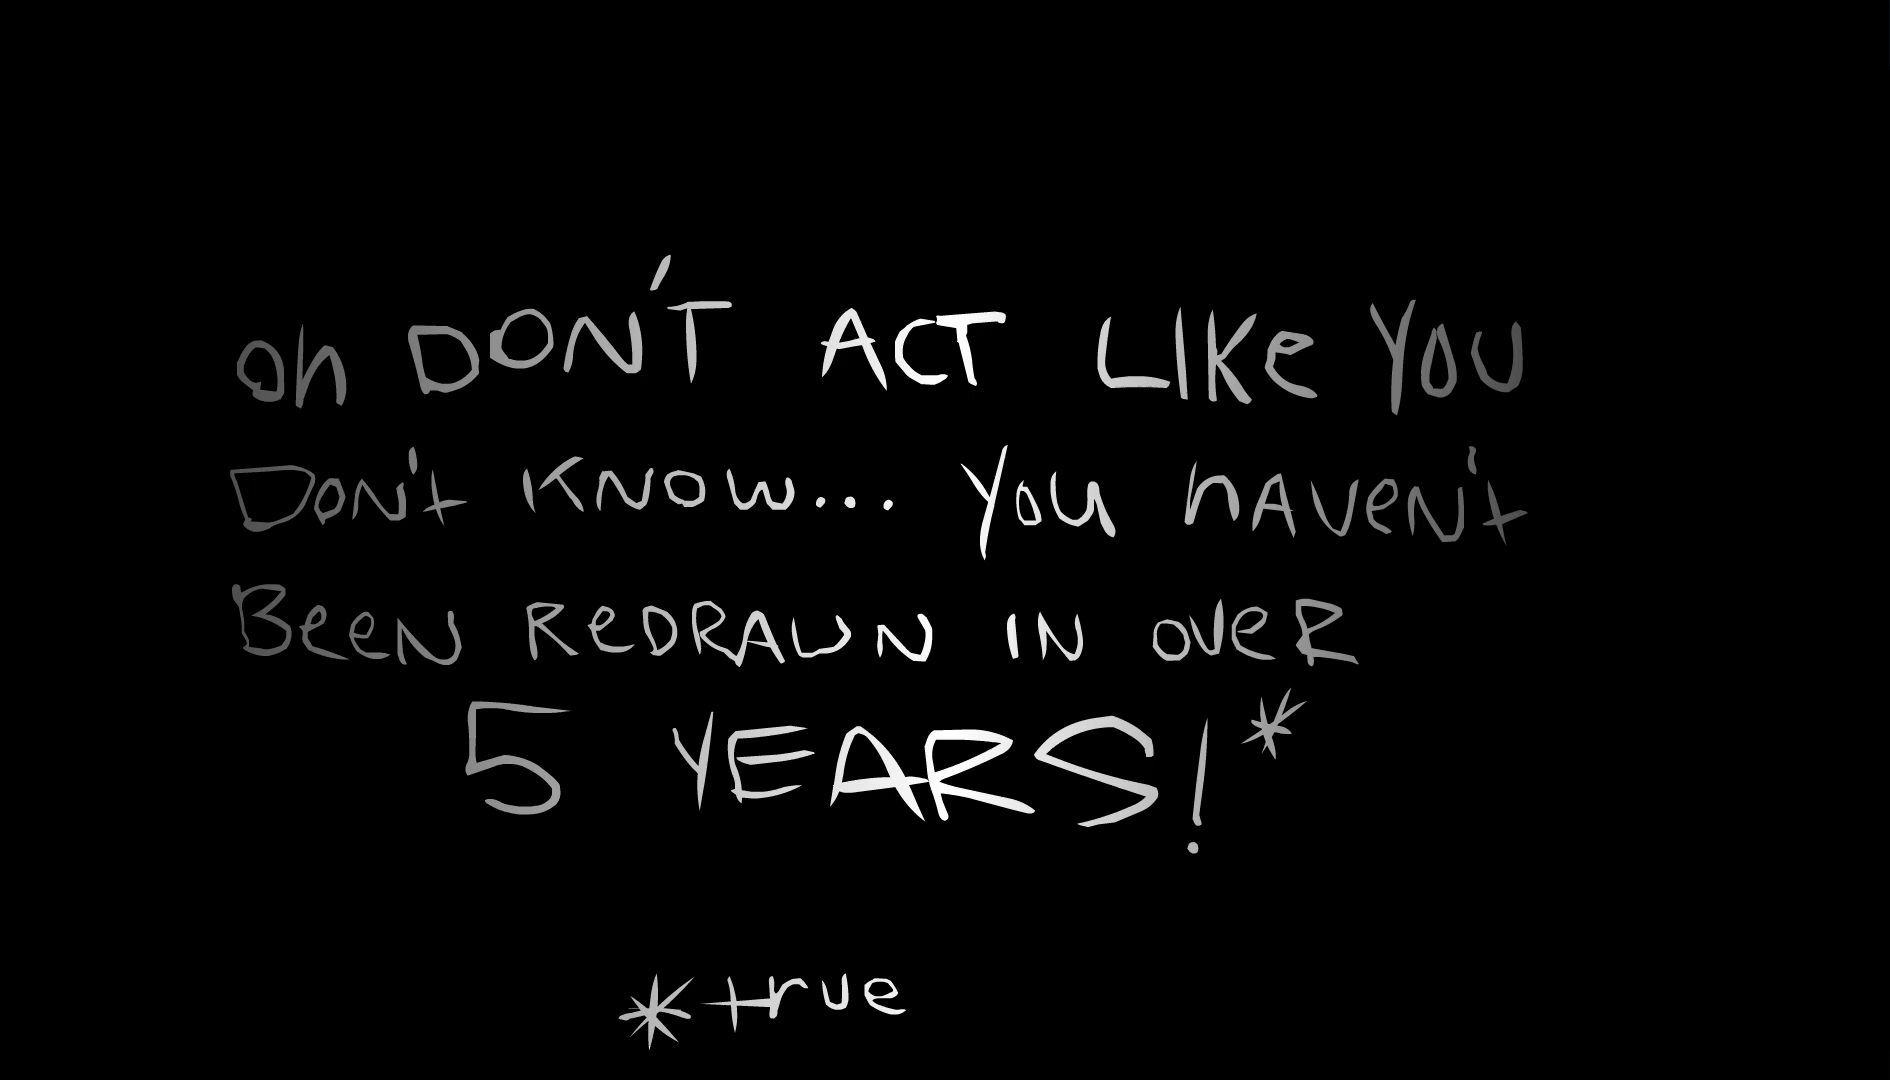 oh DON'T ACT LIKe YOU
Don't KNOW... you hAVeN't
BeeN ReDRAWN IN OVeR
5 YEARS!*
*true